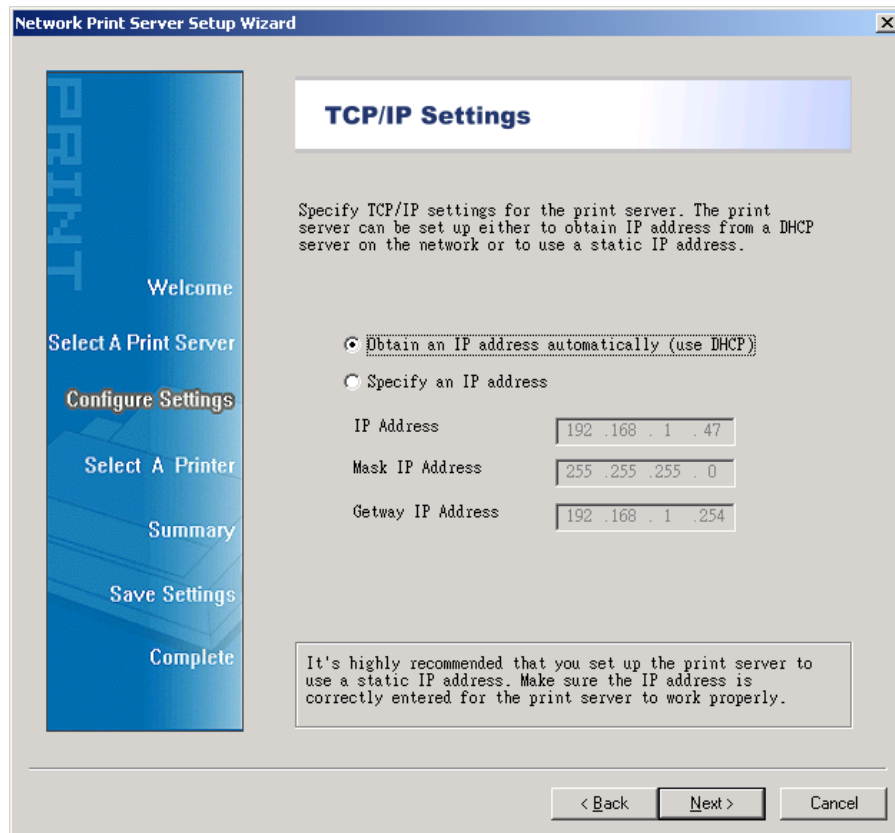 Network Print Server Setup Wizard
PRINT
Welcome
Select A Print Server
Configure Settings
Select A Printer
Summary
Save Settings
Complete
TCP/IP Settings
Specify TCP/IP settings for the print server. The print
server can be set up either to obtain IP address from a DHCP
server on the network or to use a static IP address.
Obtain an IP address automatically (use DHCP)
Specify an IP address
IP Address 192 .168 . 1 . 47
Mask IP Address 255 .255 .255 . 0
Getway IP Address 192 .168 . 1 .254
It's highly recommended that you set up the print server to
use a static IP address. Make sure the IP address is
correctly entered for the print server to work properly.
< Back Next > Cancel